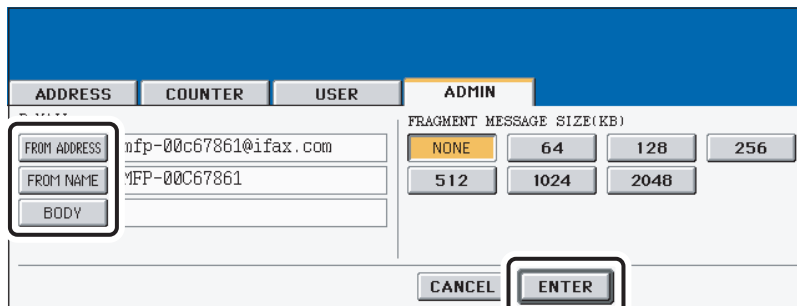 ADDRESS COUNTER USER ADMIN
FRAGMENT MESSAGE SIZE(KB)
FROM ADDRESS mfp-00c67861@ifax.com NONE 64 128 256
FROM NAME MFP-00C67861 512 1024 2048
BODY
CANCEL ENTER